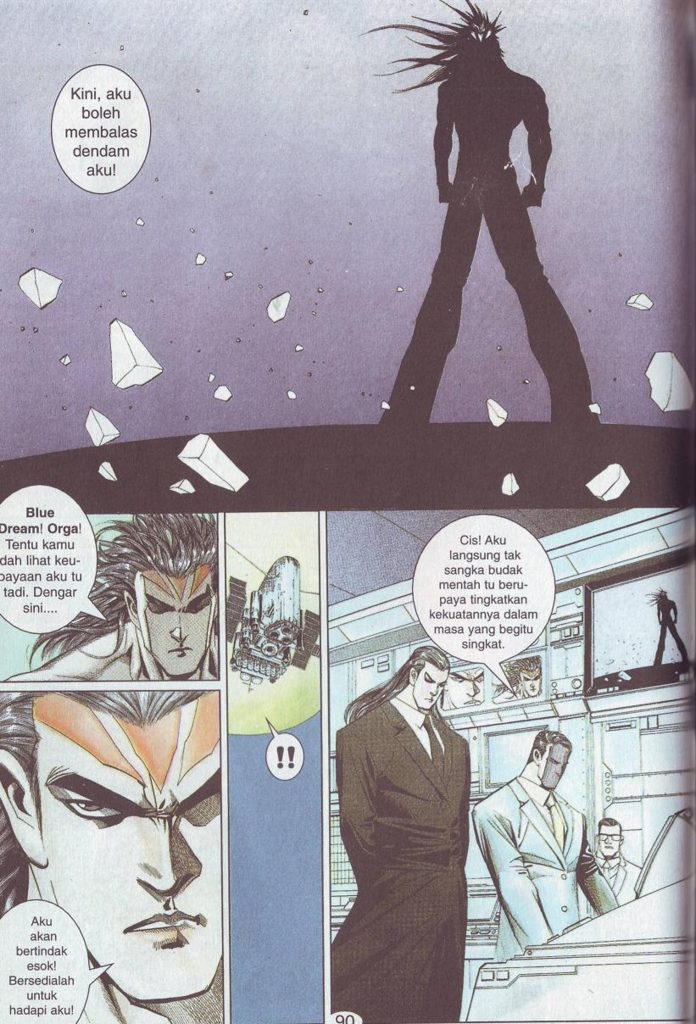 Kini, aku
boleh
membalas
dendam
aku!
Blue
Dream! Orga!
Tentu kamu
dah lihat keu-
payaan aku tu
tadi. Dengar
sini....
!!
Aku
akan
bertindak
esok!
Bersedialah
untuk
hadapi aku!
Cis! Aku
langsung tak
sangka budak
mentah tu beru-
paya tingkatkan
kekuatannya dalam
masa yang begitu
singkat.
90